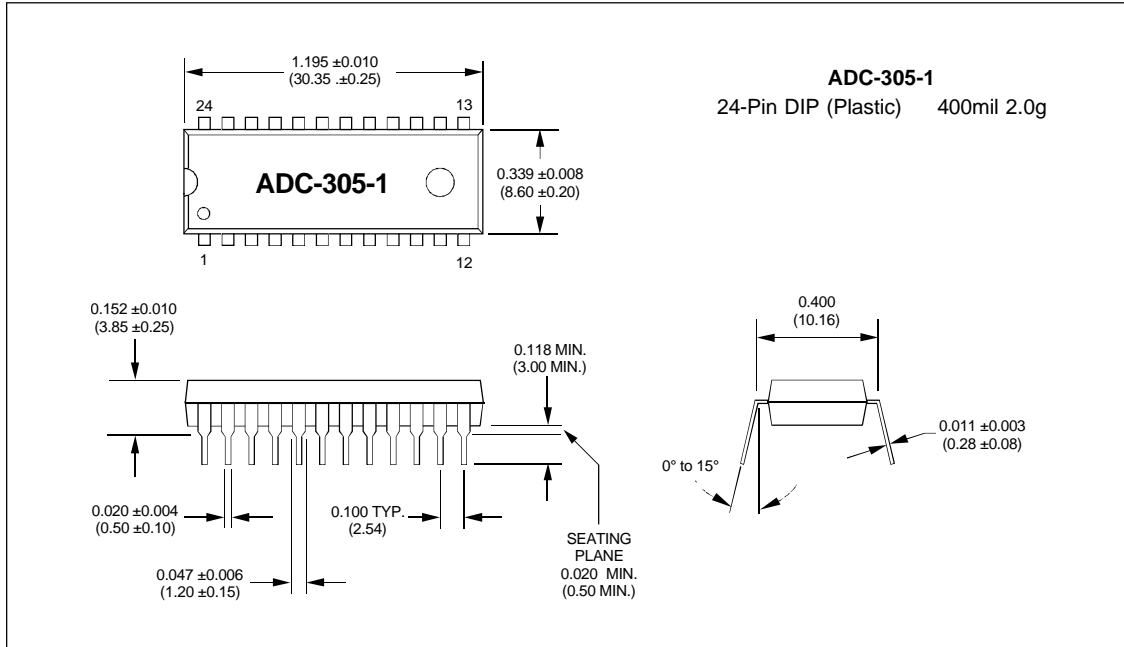 1.195 ±0.010
(30.35 .±0.25)
ADC-305-1
24-Pin DIP (Plastic) 400mil 2.0g
24
13
ADC-305-1
0.339 ±0.008
(8.60 ±0.20)
1
12
0.152 ±0.010
(3.85 ±0.25)
0.118 MIN.
(3.00 MIN.)
0.400
(10.16)
0.011 ±0.003
(0.28 ±0.08)
0° to 15°
0.020 ±0.004
(0.50 ±0.10)
0.100 TYP.
(2.54)
SEATING
PLANE
0.020 MIN.
(0.50 MIN.)
0.047 ±0.006
(1.20 ±0.15)